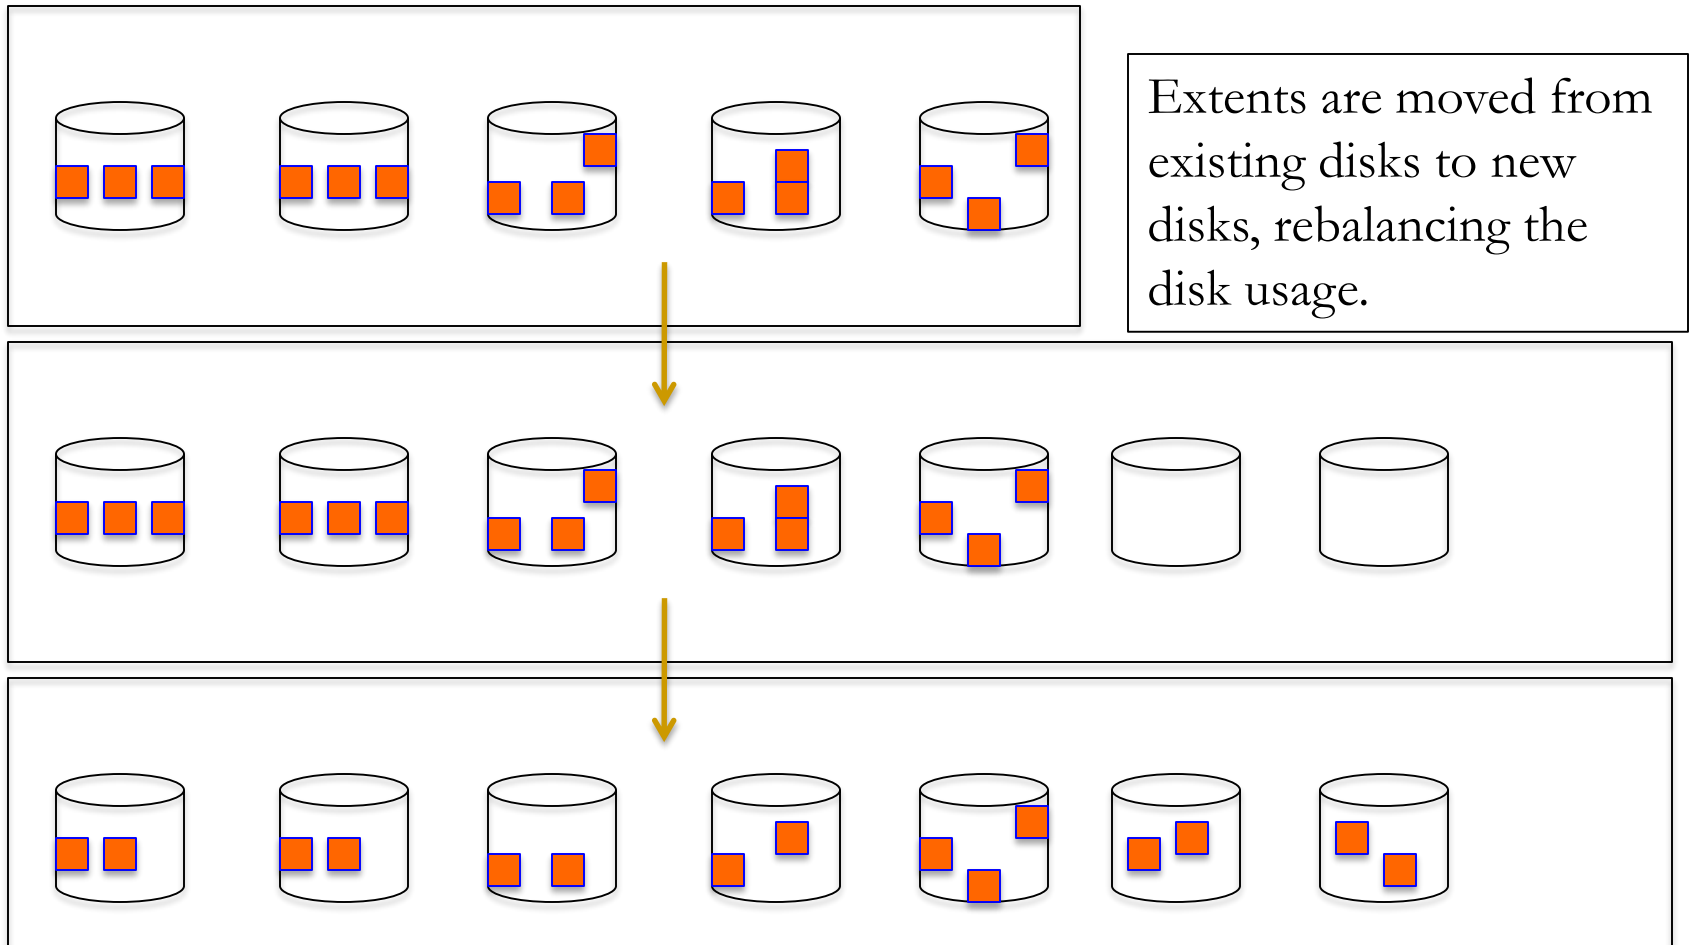 Extents are moved from
existing disks to new
disks, rebalancing the
disk usage.